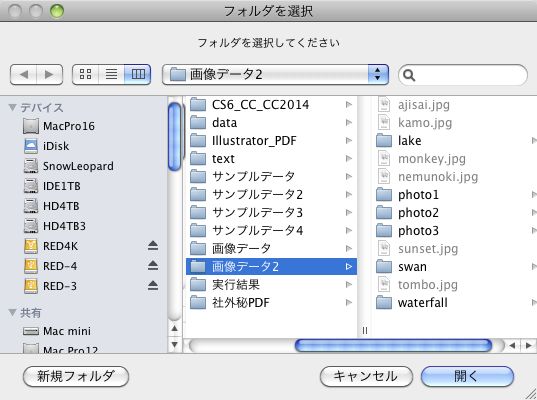 フォルダを選択
フォルダを選択してください
画像データ2
デバイス
MacPro16
iDisk
SnowLeopard
IDE1TB
HD4TB
HD4TB3
RED4K
RED-4
RED-3
共有
Mac mini
Mac Pro12
CS6_CC_CC2014
data
Illustrator_PDF
text
サンプルデータ
サンプルデータ2
サンプルデータ3
サンプルデータ4
画像データ
画像データ2
実行結果
社外秘PDF
ajisai.jpg
kamo.jpg
lake
monkey.jpg
nemunoki.jpg
photo1
photo2
photo3
sunset.jpg
swan
tombo.jpg
waterfall
新規フォルダ
キャンセル
開く